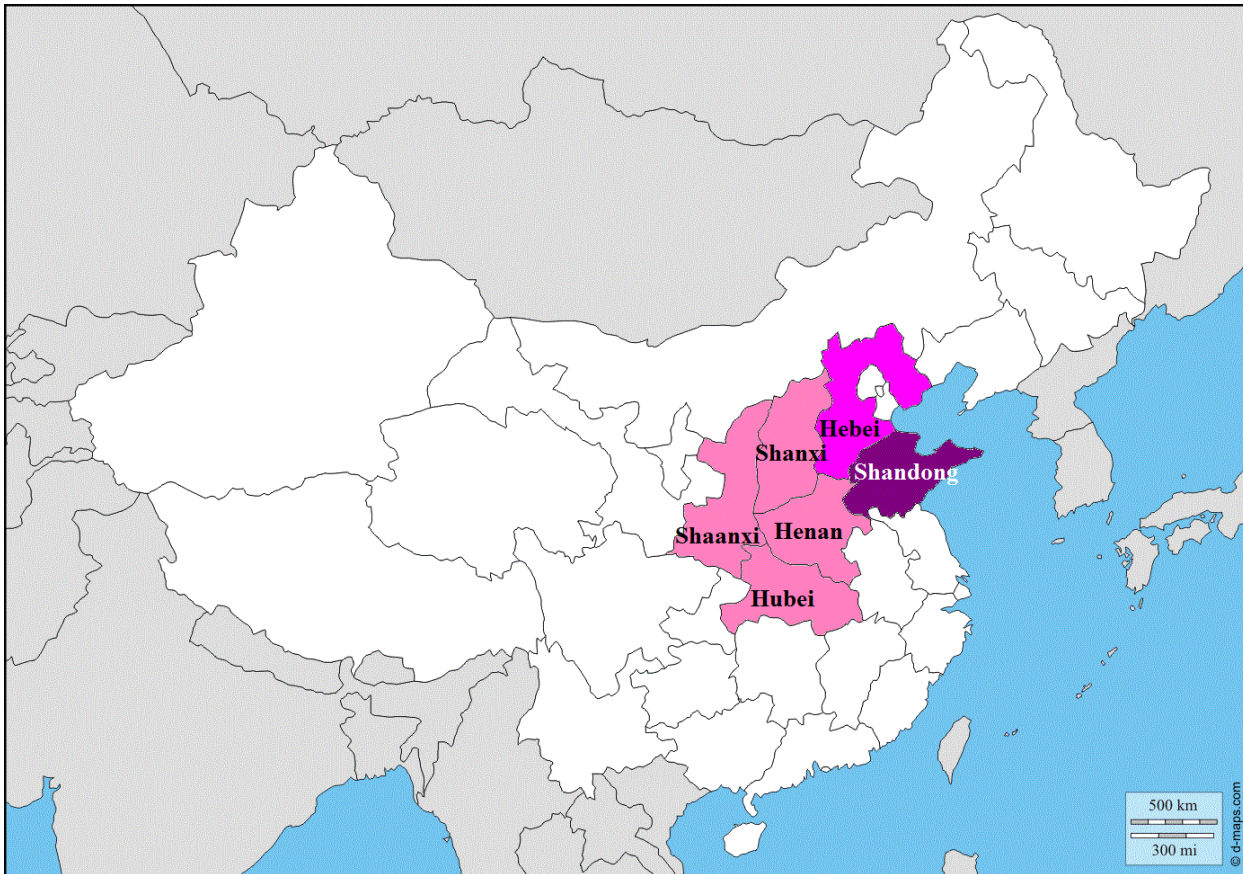 Hebei
Shanxi
Shandong
Shaanxi
Henan
Hubei
500 km
300 mi
© d-maps.com